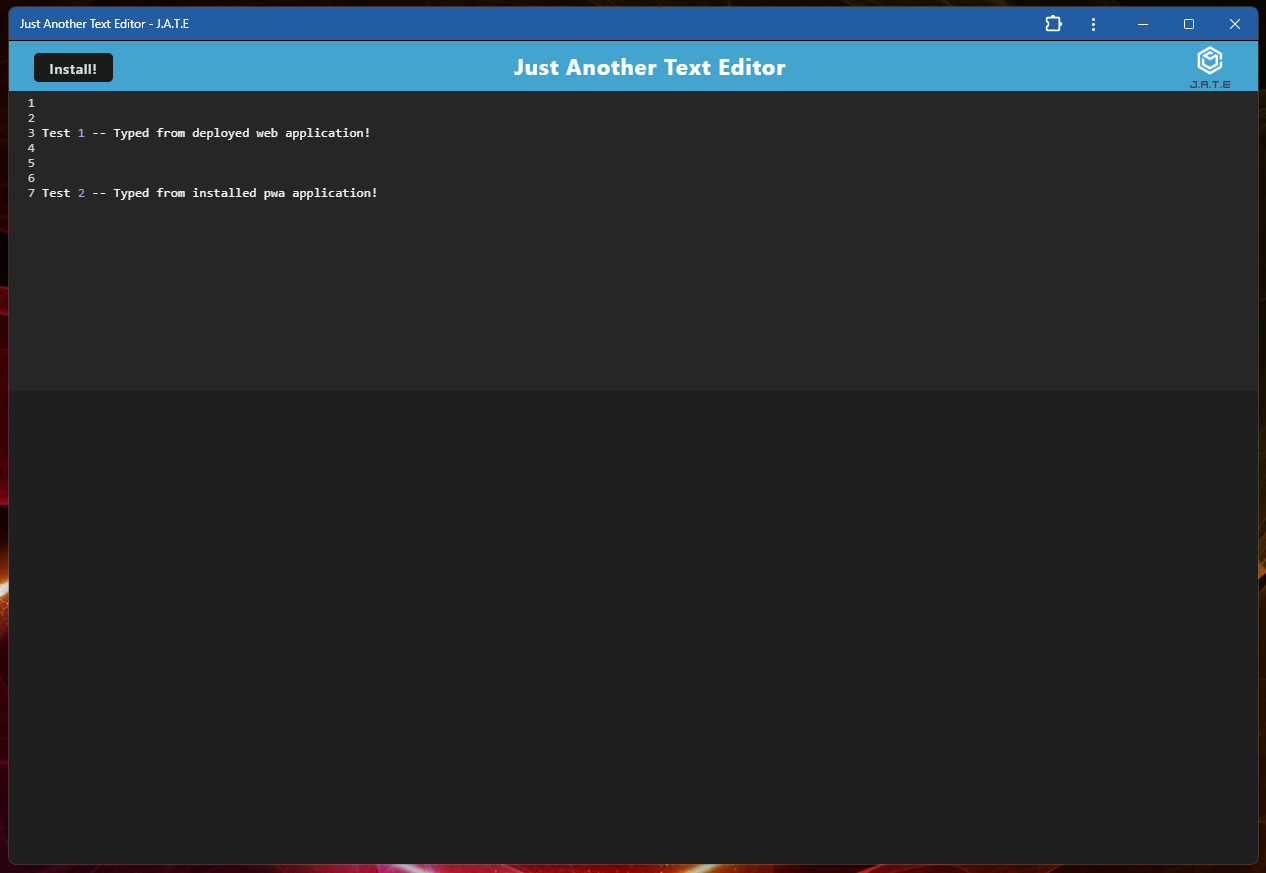 Just Another Text Editor - J.A.T.E
Install!
Just Another Text Editor
J.A.T.E
1
2
3 Test 1 -- Typed from deployed web application!
4
5
6
7 Test 2 -- Typed from installed pwa application!